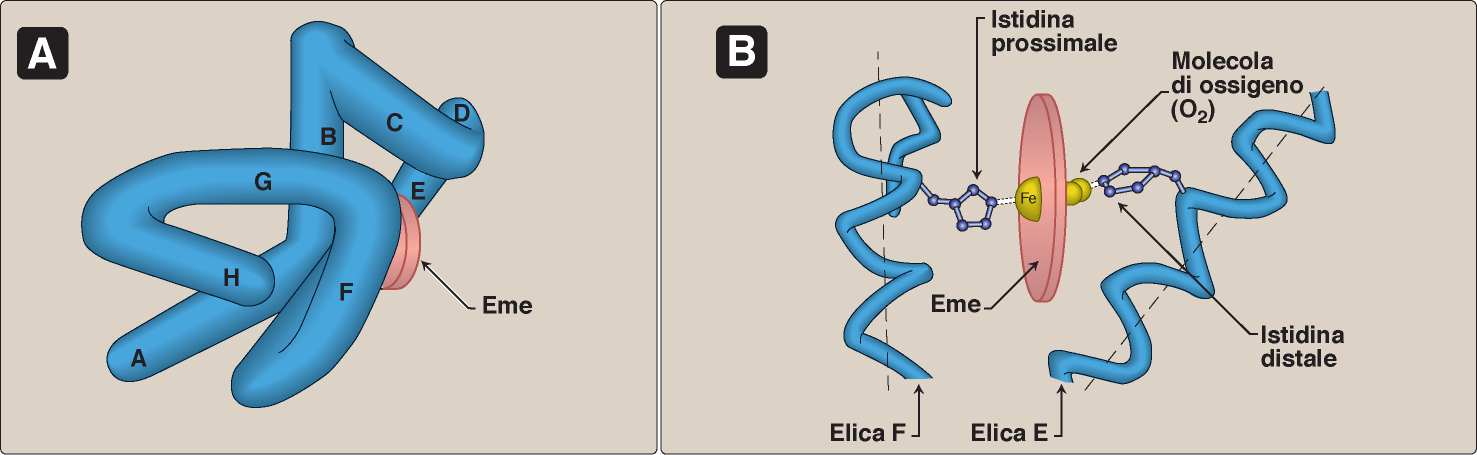 A
B
C
D
E
G
H
F
A
Eme
B
Istidina
prossimale
Molecola
di ossigeno
(O₂)
Fe
Eme
Istidina
distale
Elica F
Elica E